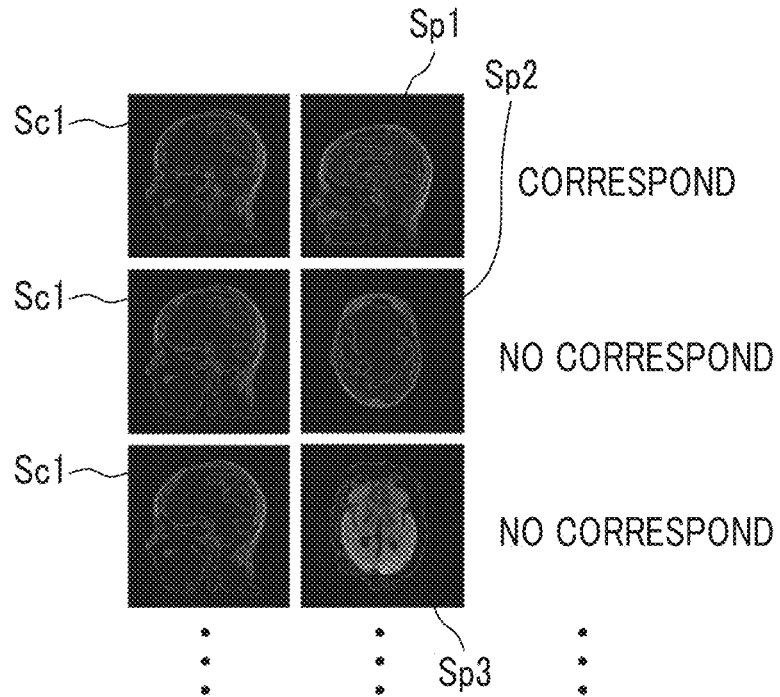 Sp1
Sp2
Sc1
CORRESPOND
Sc1
NO CORRESPOND
Sc1
NO CORRESPOND
Sp3